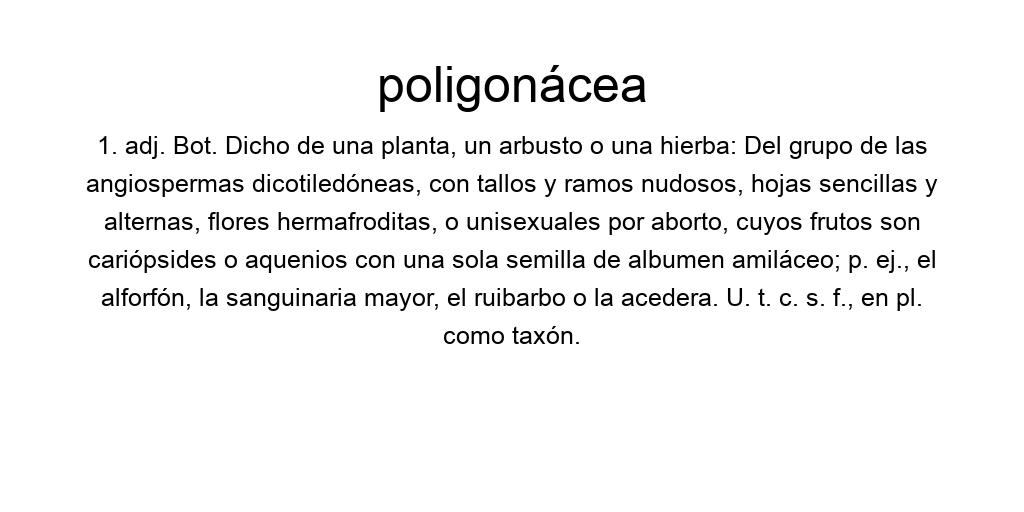 poligonácea
1. adj. Bot. Dicho de una planta, un arbusto o una hierba: Del grupo de las
angiospermas dicotiledóneas, con tallos y ramos nudosos, hojas sencillas y
alternas, flores hermafroditas, o unisexuales por aborto, cuyos frutos son
cariópsides o aquenios con una sola semilla de albumen amiláceo; p. ej., el
alforfón, la sanguinaria mayor, el ruibarbo o la acedera. U. t. c. s. f., en pl.
como taxón.